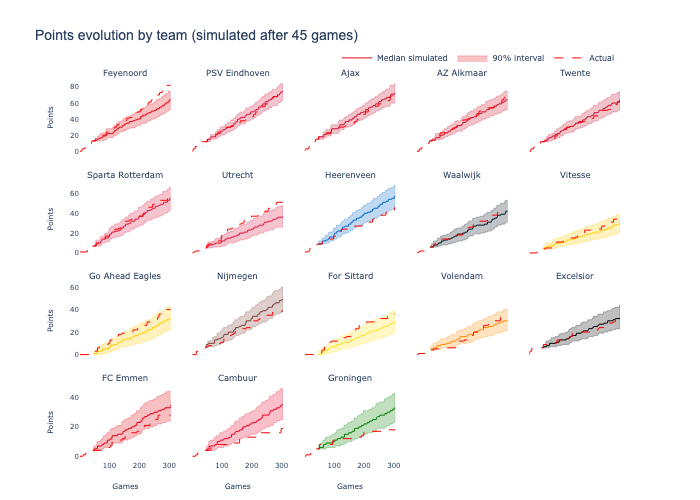 Points evolution by team (simulated after 45 games)
Median simulated 90% interval Actual
Feyenoord PSV Eindhoven Ajax AZ Alkmaar Twente
80
60
40
20
0
Points
Sparta Rotterdam Utrecht Heerenveen Waalwijk Vitesse
60
40
20
0
Points
Go Ahead Eagles Nijmegen For Sittard Volendam Excelsior
60
40
20
0
Points
FC Emmen Cambuur Groningen
40
20
0
Points
100 200 300 100 200 300 100 200 300
Games Games Games